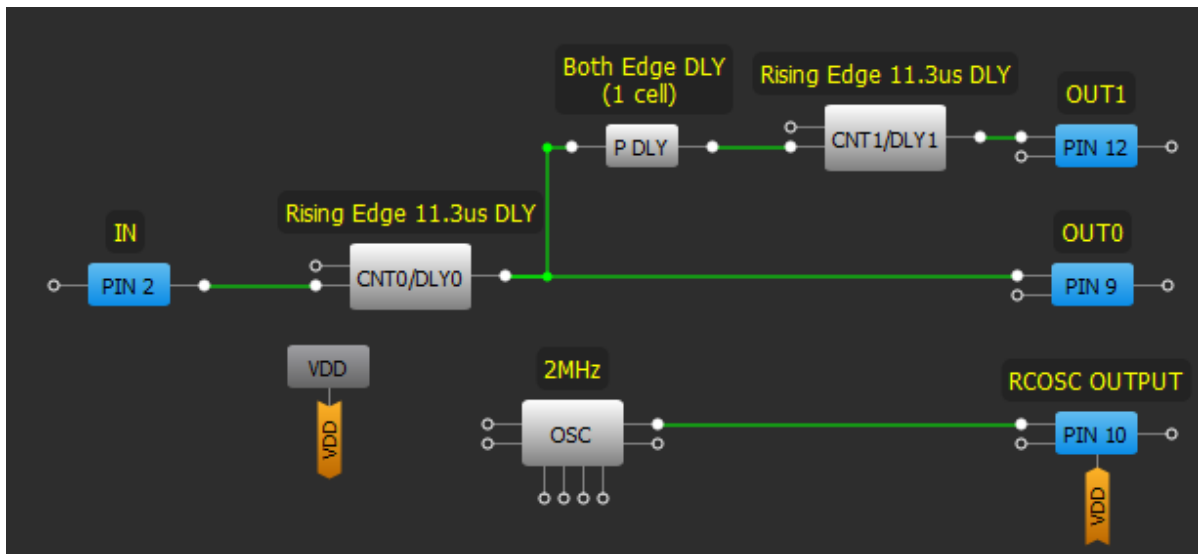 Both Edge DLY
(1 cell)
Rising Edge 11.3us DLY
OUT1
P DLY
CNT1/DLY1
PIN 12
Rising Edge 11.3us DLY
IN
OUT0
CNT0/DLY0
PIN 2
PIN 9
VDD
2MHz
RCOSC OUTPUT
VDD
OSC
PIN 10
VDD